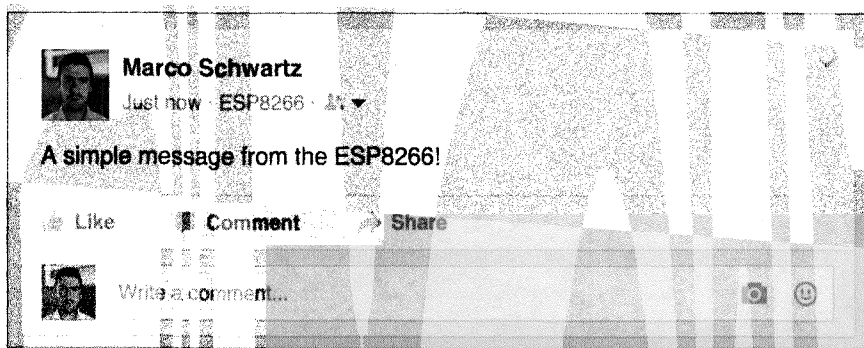 Marco Schwartz
Just now · ESP8266 ·
A simple message from the ESP8266!
Like Comment Share
Write a comment...